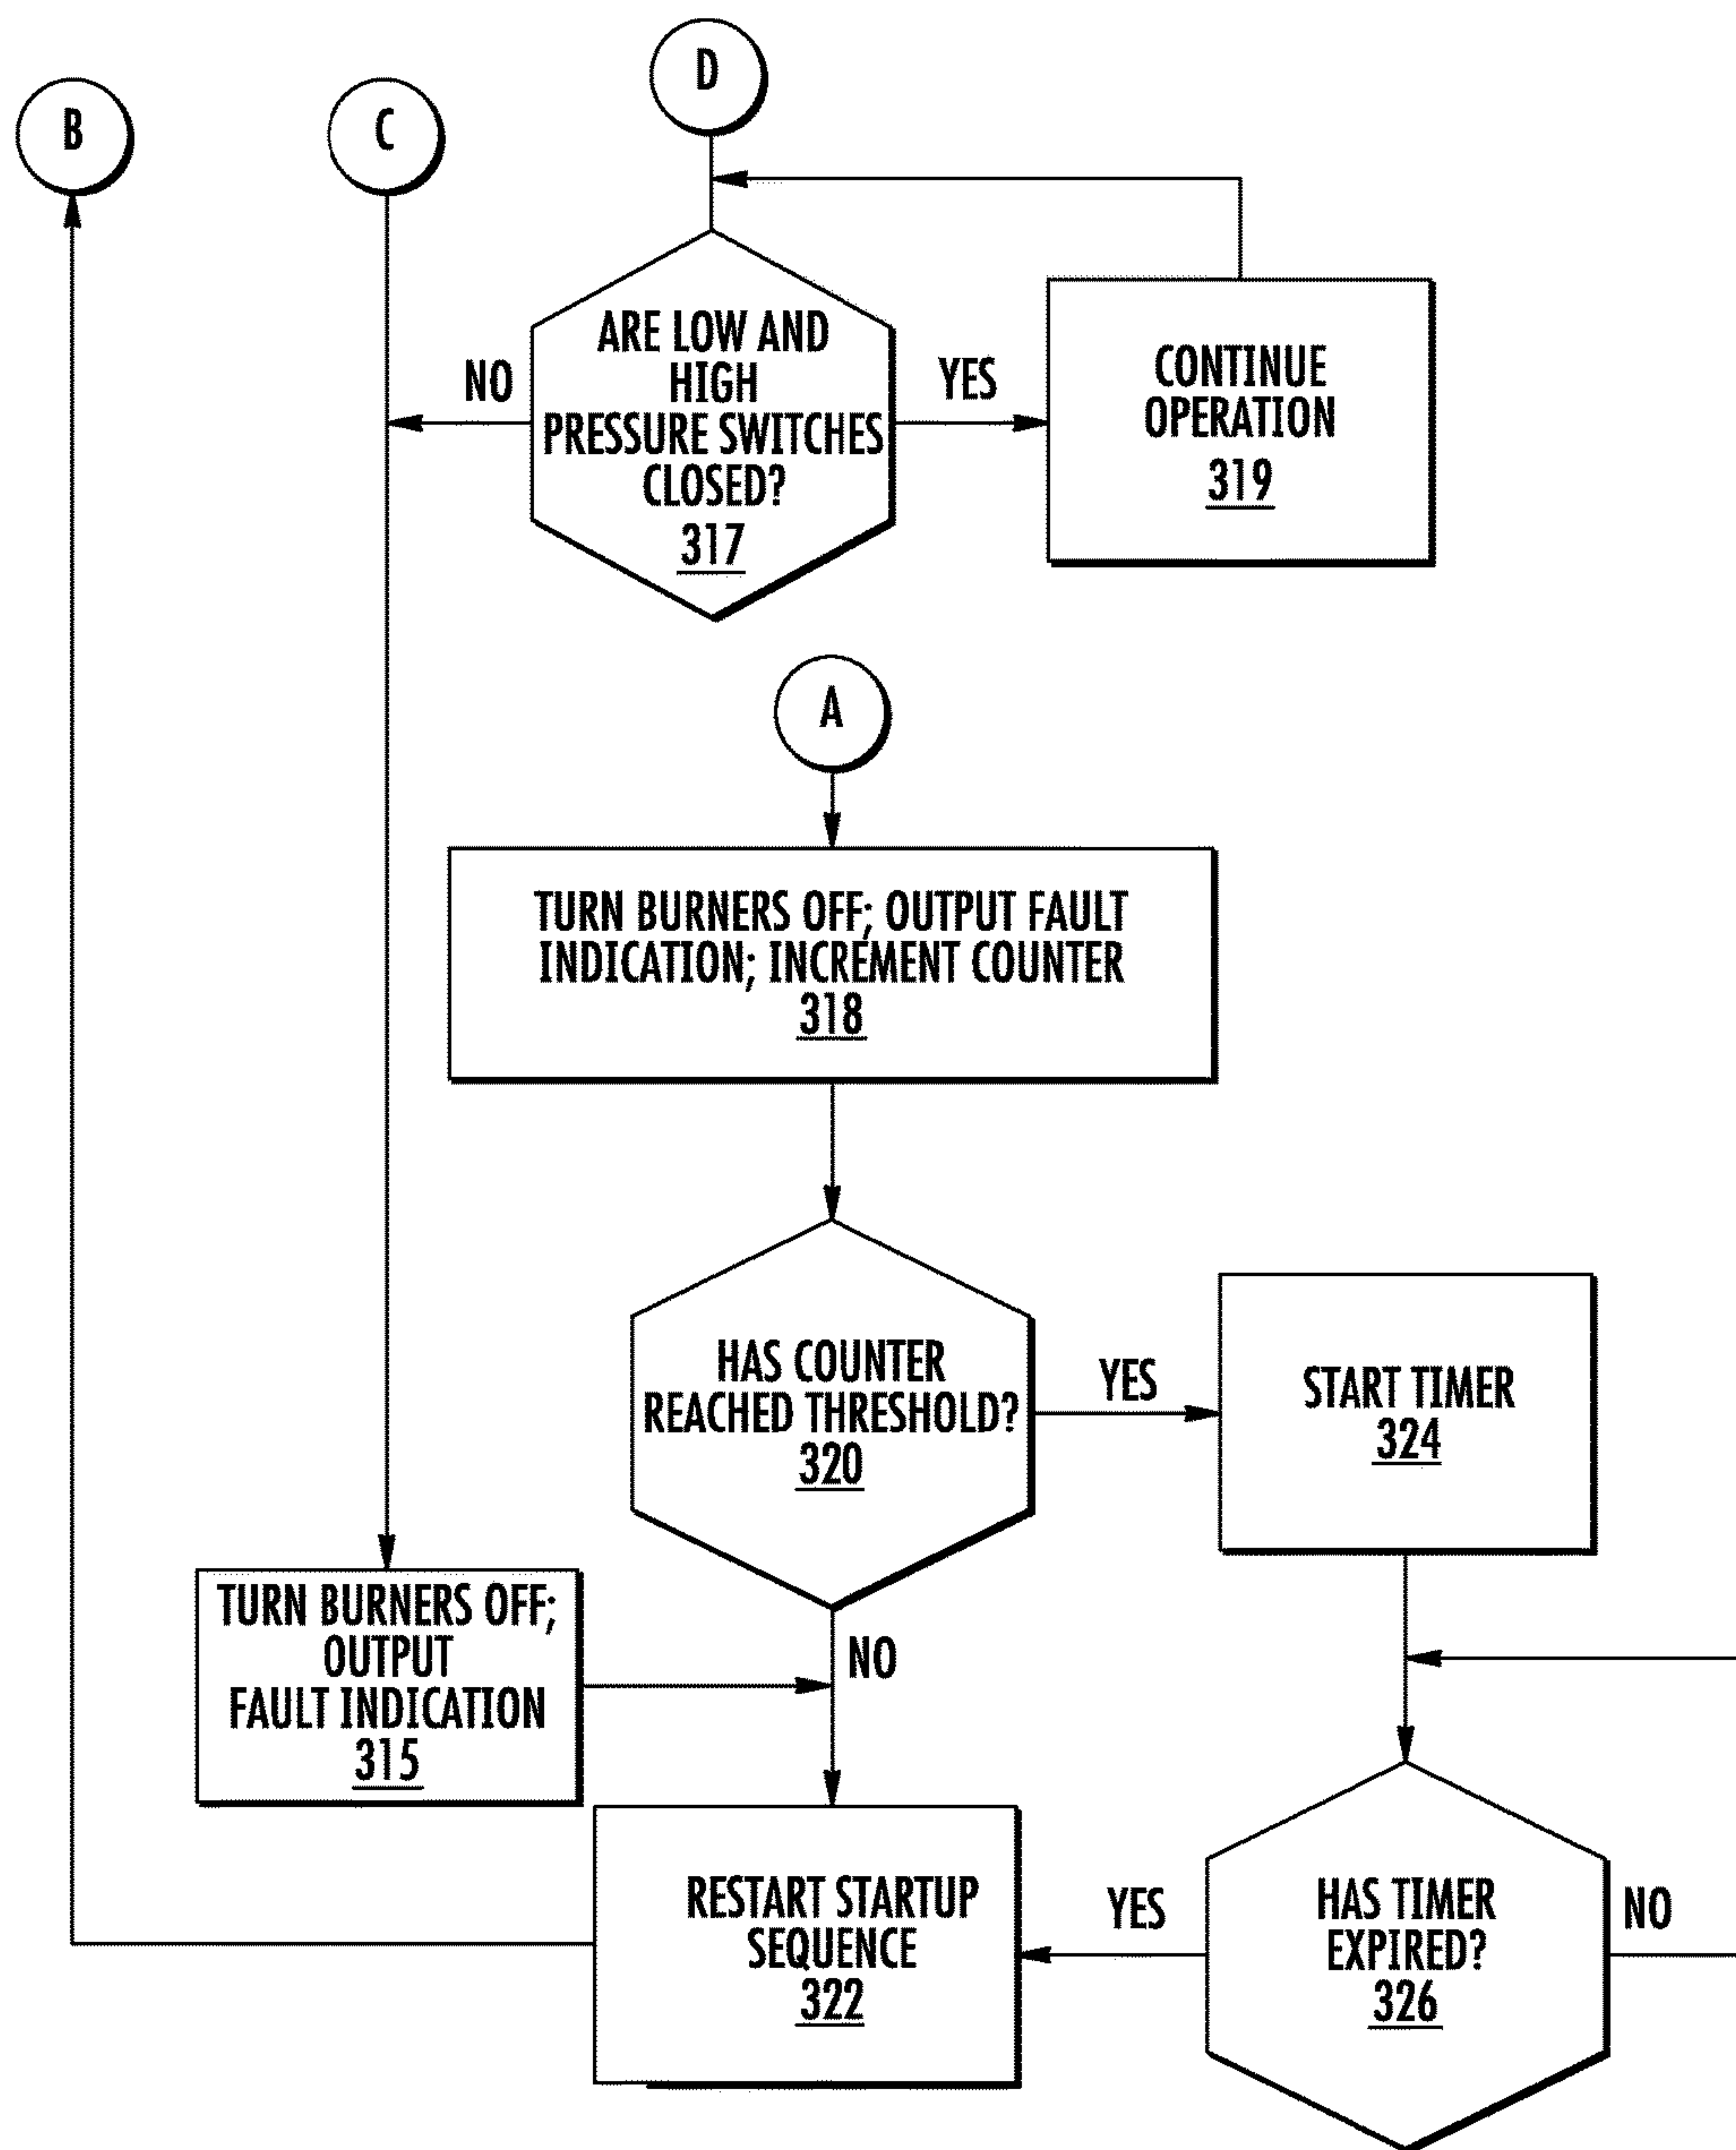 D
B
C
ARE LOW AND
HIGH
PRESSURE SWITCHES
CLOSED?
317
NO
YES
CONTINUE
OPERATION
319
A
TURN BURNERS OFF; OUTPUT FAULT
INDICATION; INCREMENT COUNTER
318
HAS COUNTER
REACHED THRESHOLD?
320
YES
START TIMER
324
NO
TURN BURNERS OFF;
OUTPUT
FAULT INDICATION
315
RESTART STARTUP
SEQUENCE
322
YES
HAS TIMER
EXPIRED?
326
NO